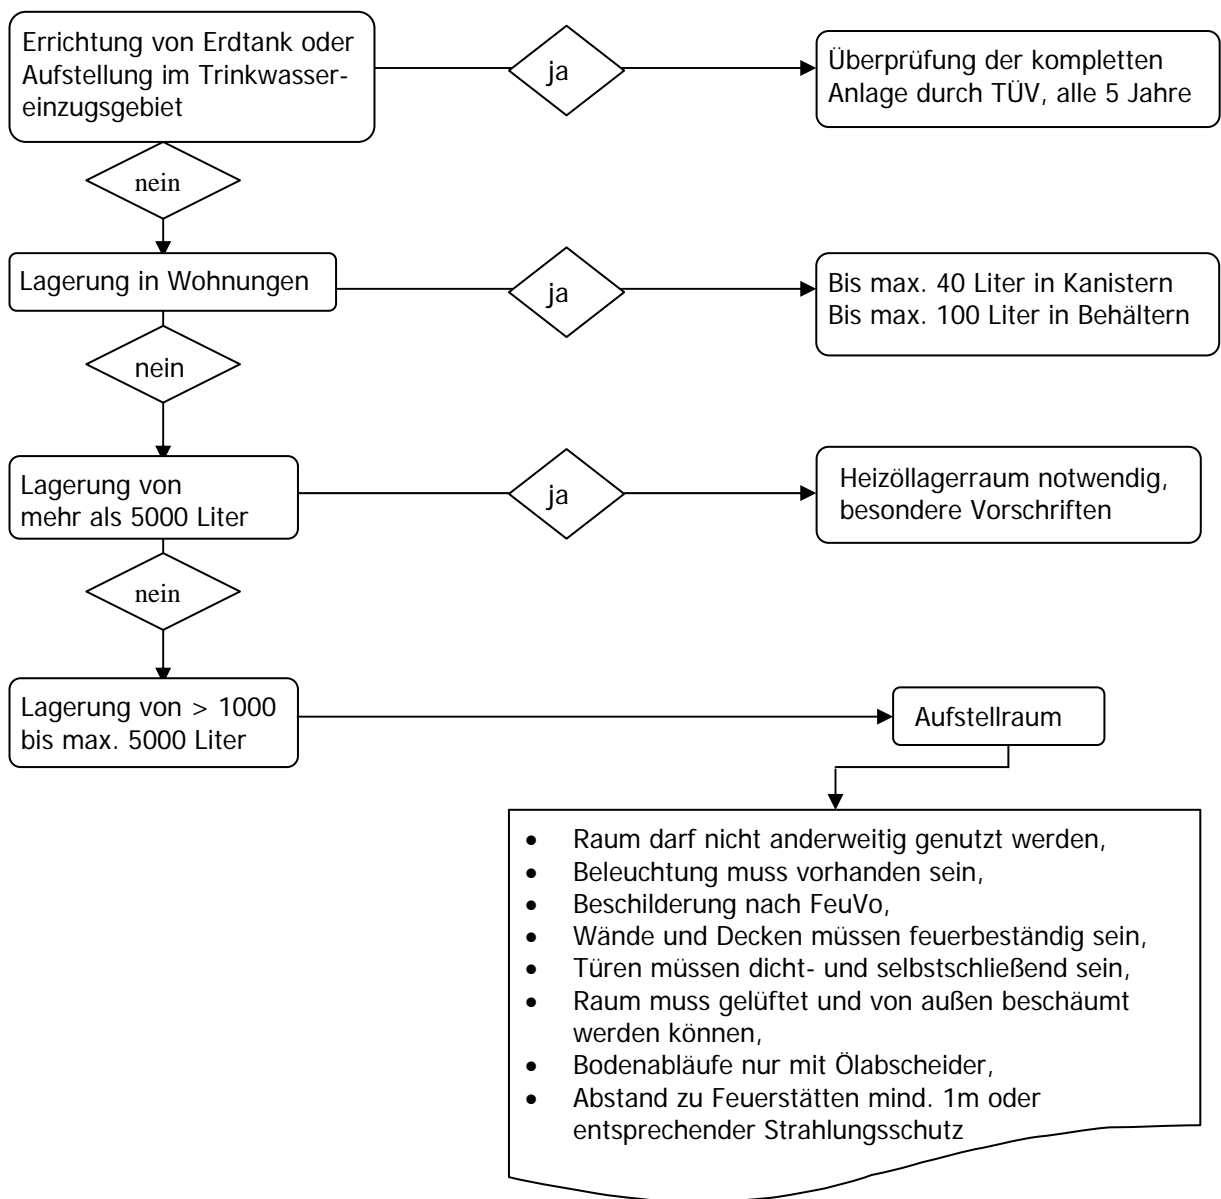 Errichtung von Erdtank oder
Aufstellung im Trinkwasser-
einzugsgebiet
ja
Überprüfung der kompletten
Anlage durch TÜV, alle 5 Jahre
nein
Lagerung in Wohnungen
ja
Bis max. 40 Liter in Kanistern
Bis max. 100 Liter in Behältern
nein
Lagerung von
mehr als 5000 Liter
ja
Heizöllagerraum notwendig,
besondere Vorschriften
nein
Lagerung von > 1000
bis max. 5000 Liter
Aufstellraum
• Raum darf nicht anderweitig genutzt werden,
• Beleuchtung muss vorhanden sein,
• Beschilderung nach FeuVo,
• Wände und Decken müssen feuerbeständig sein,
• Türen müssen dicht- und selbstschließend sein,
• Raum muss gelüftet und von außen beschäumt
werden können,
• Bodenabläufe nur mit Ölabscheider,
• Abstand zu Feuerstätten mind. 1m oder
entsprechender Strahlungsschutz